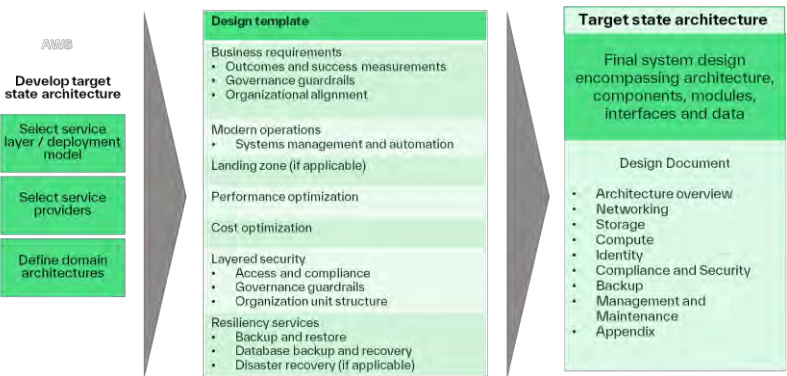 AWS
Develop target
state architecture
Select service
layer / deployment
model
Select service
providers
Define domain
architectures
Design template
Business requirements
• Outcomes and success measurements
• Governance guardrails
• Organizational alignment
Modern operations
• Systems management and automation
Landing zone (if applicable)
Performance optimization
Cost optimization
Layered security
• Access and compliance
• Governance guardrails
• Organization unit structure
Resiliency services
• Backup and restore
• Database backup and recovery
• Disaster recovery (if applicable)
Target state architecture
Final system design
encompassing architecture,
components, modules,
interfaces and data
Design Document
• Architecture overview
• Networking
• Storage
• Compute
• Identity
• Compliance and Security
• Backup
• Management and
Maintenance
• Appendix